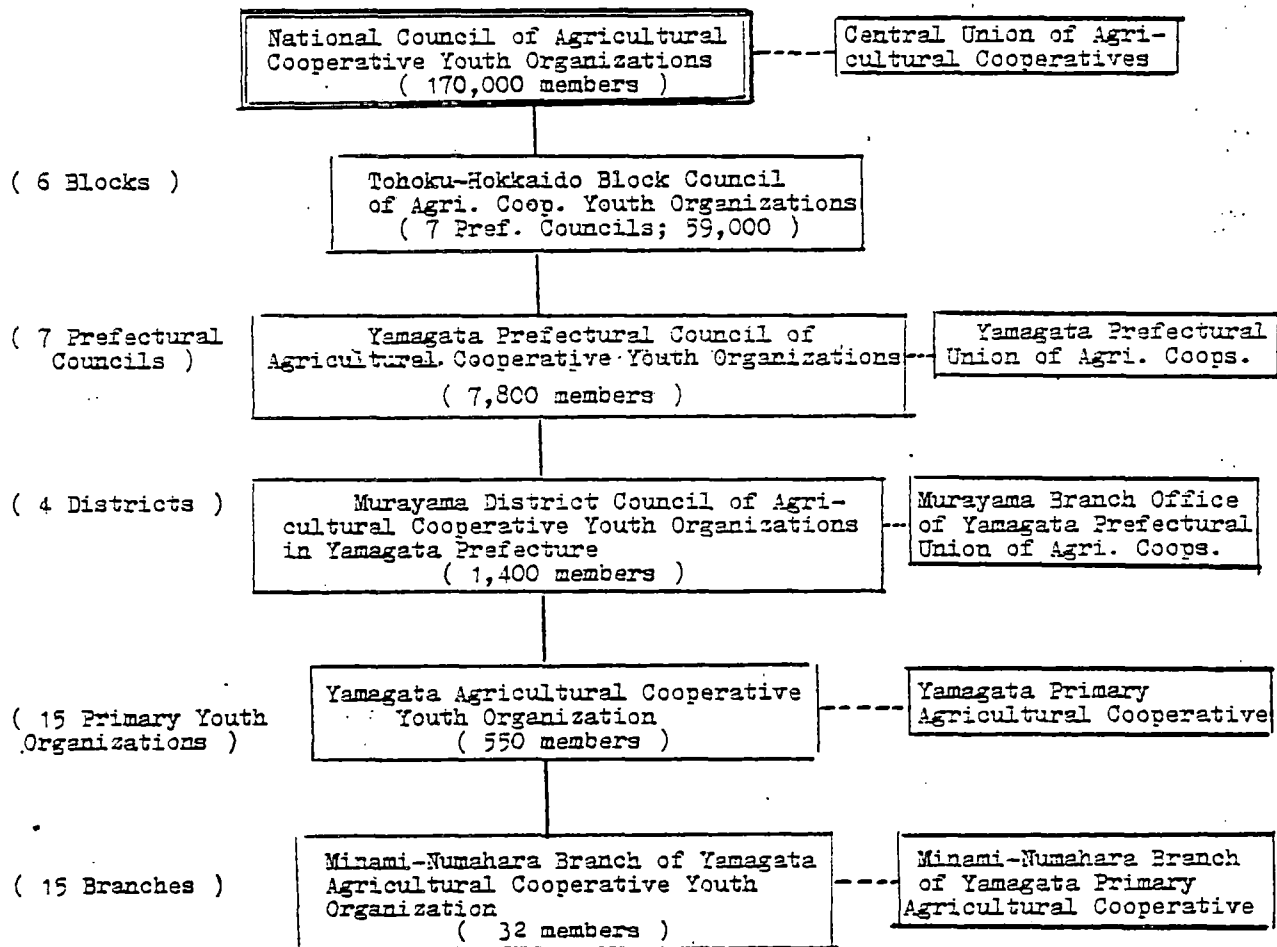 National Council of Agricultural
Cooperative Youth Organizations
( 170,000 members )
Central Union of Agri-
cultural Cooperatives
( 6 Blocks )
Tohoku-Hokkaido Block Council
of Agri. Coop. Youth Organizations
( 7 Pref. Councils; 59,000 )
( 7 Prefectural
Councils )
Yamagata Prefectural Council of
Agricultural Cooperative Youth Organizations
( 7,800 members )
Yamagata Prefectural
Union of Agri. Coops.
( 4 Districts )
Murayama District Council of Agri-
cultural Cooperative Youth Organizations
in Yamagata Prefecture
( 1,400 members )
Murayama Branch Office
of Yamagata Prefectural
Union of Agri. Coops.
( 15 Primary Youth
Organizations )
Yamagata Agricultural Cooperative
Youth Organization
( 550 members )
Yamagata Primary
Agricultural Cooperative
( 15 Branches )
Minami-Numahara Branch of Yamagata
Agricultural Cooperative Youth
Organization
( 32 members )
Minami-Numahara Branch
of Yamagata Primary
Agricultural Cooperative